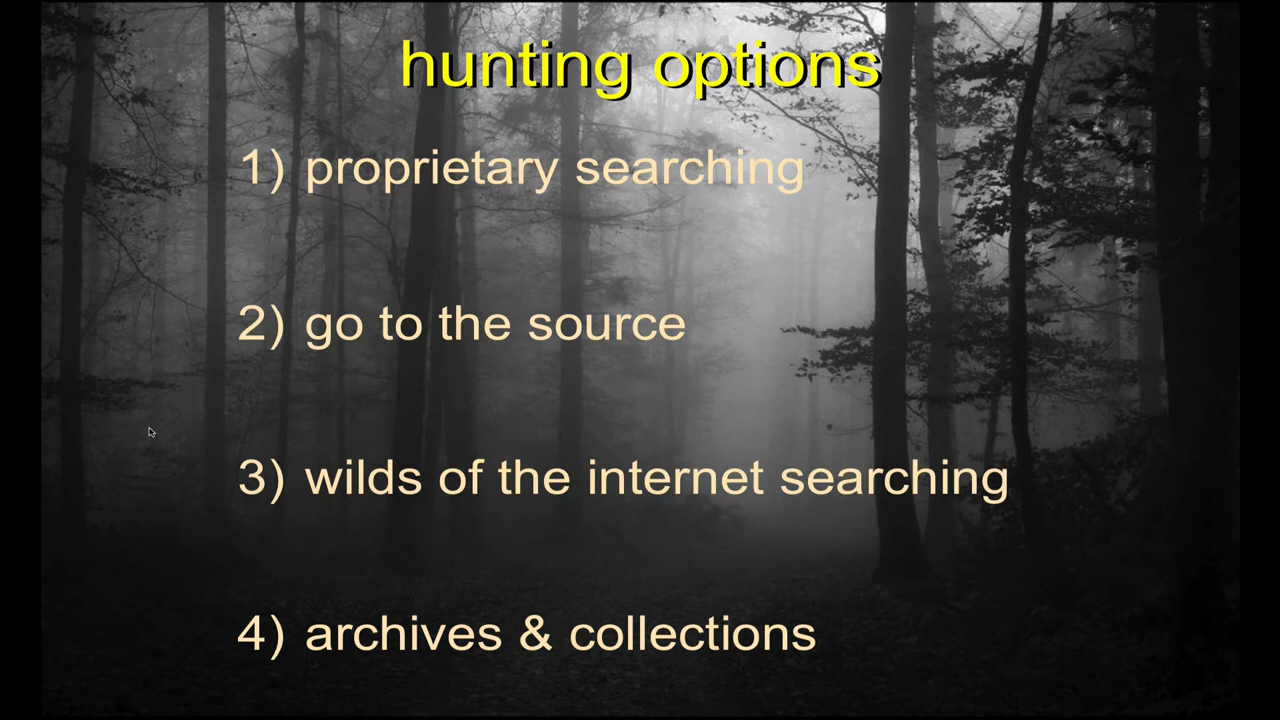 hunting options
1) proprietary searching
2) go to the source
3) wilds of the internet searching
4) archives & collections